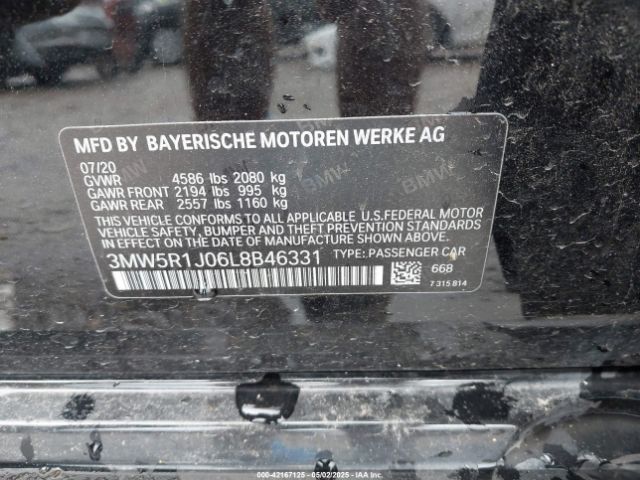 MFD BY BAYERISCHE MOTOREN WERKE AG
07/20
GVWR 4586 lbs 2080 kg
GAWR FRONT 2194 lbs 995 kg
GAWR REAR 2557 lbs 1160 kg
THIS VEHICLE CONFORMS TO ALL APPLICABLE U.S.FEDERAL MOTOR
VEHICLE SAFETY, BUMPER, AND THEFT PREVENTION STANDARDS
IN EFFECT ON THE DATE OF MANUFACTURE SHOWN ABOVE.
3MW5R1J06L8B46331 TYPE: PASSENGER CAR
668
7 315 814
000-42167125 - 05/02/2025 - IAA Inc.